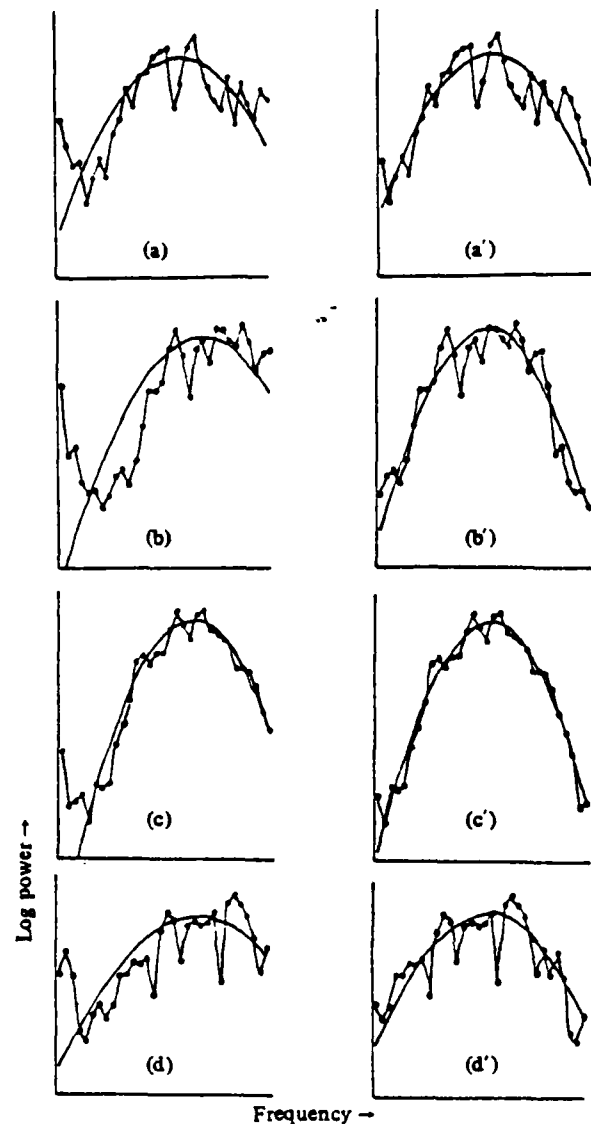 (a)
(a′)
(b)
(b′)
(c)
(c′)
(d)
(d′)
Log power →
Frequency →